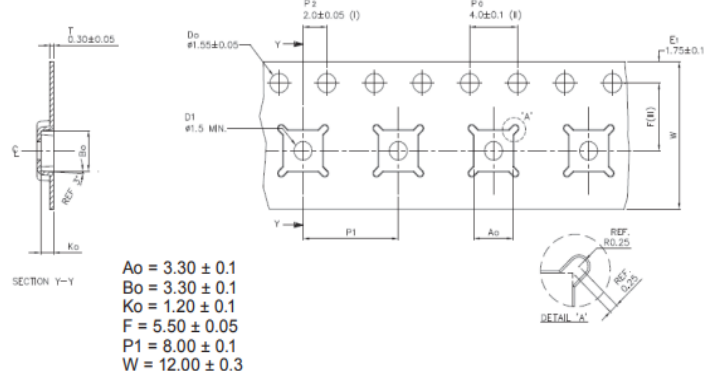 P2
2.0±0.05 (I)
Po
4.0±0.1 (II)
T
0.30±0.05
Do
ø1.55±0.05
Y
E1
1.75±0.1
D1
ø1.5 MIN.
'A'
F(III)
W
Bo
REF 3°
Ko
Y
P1
Ao
SECTION Y-Y
REF.
R0.25
REF.
0.25
DETAIL 'A'
Ao = 3.30 ± 0.1
Bo = 3.30 ± 0.1
Ko = 1.20 ± 0.1
F = 5.50 ± 0.05
P1 = 8.00 ± 0.1
W = 12.00 ± 0.3